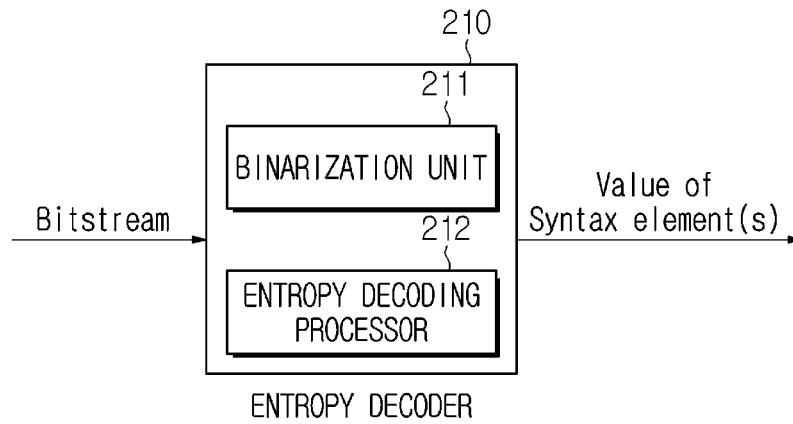 210
211
BINARIZATION UNIT
Bitstream
Value of
Syntax element(s)
212
ENTROPY DECODING
PROCESSOR
ENTROPY DECODER